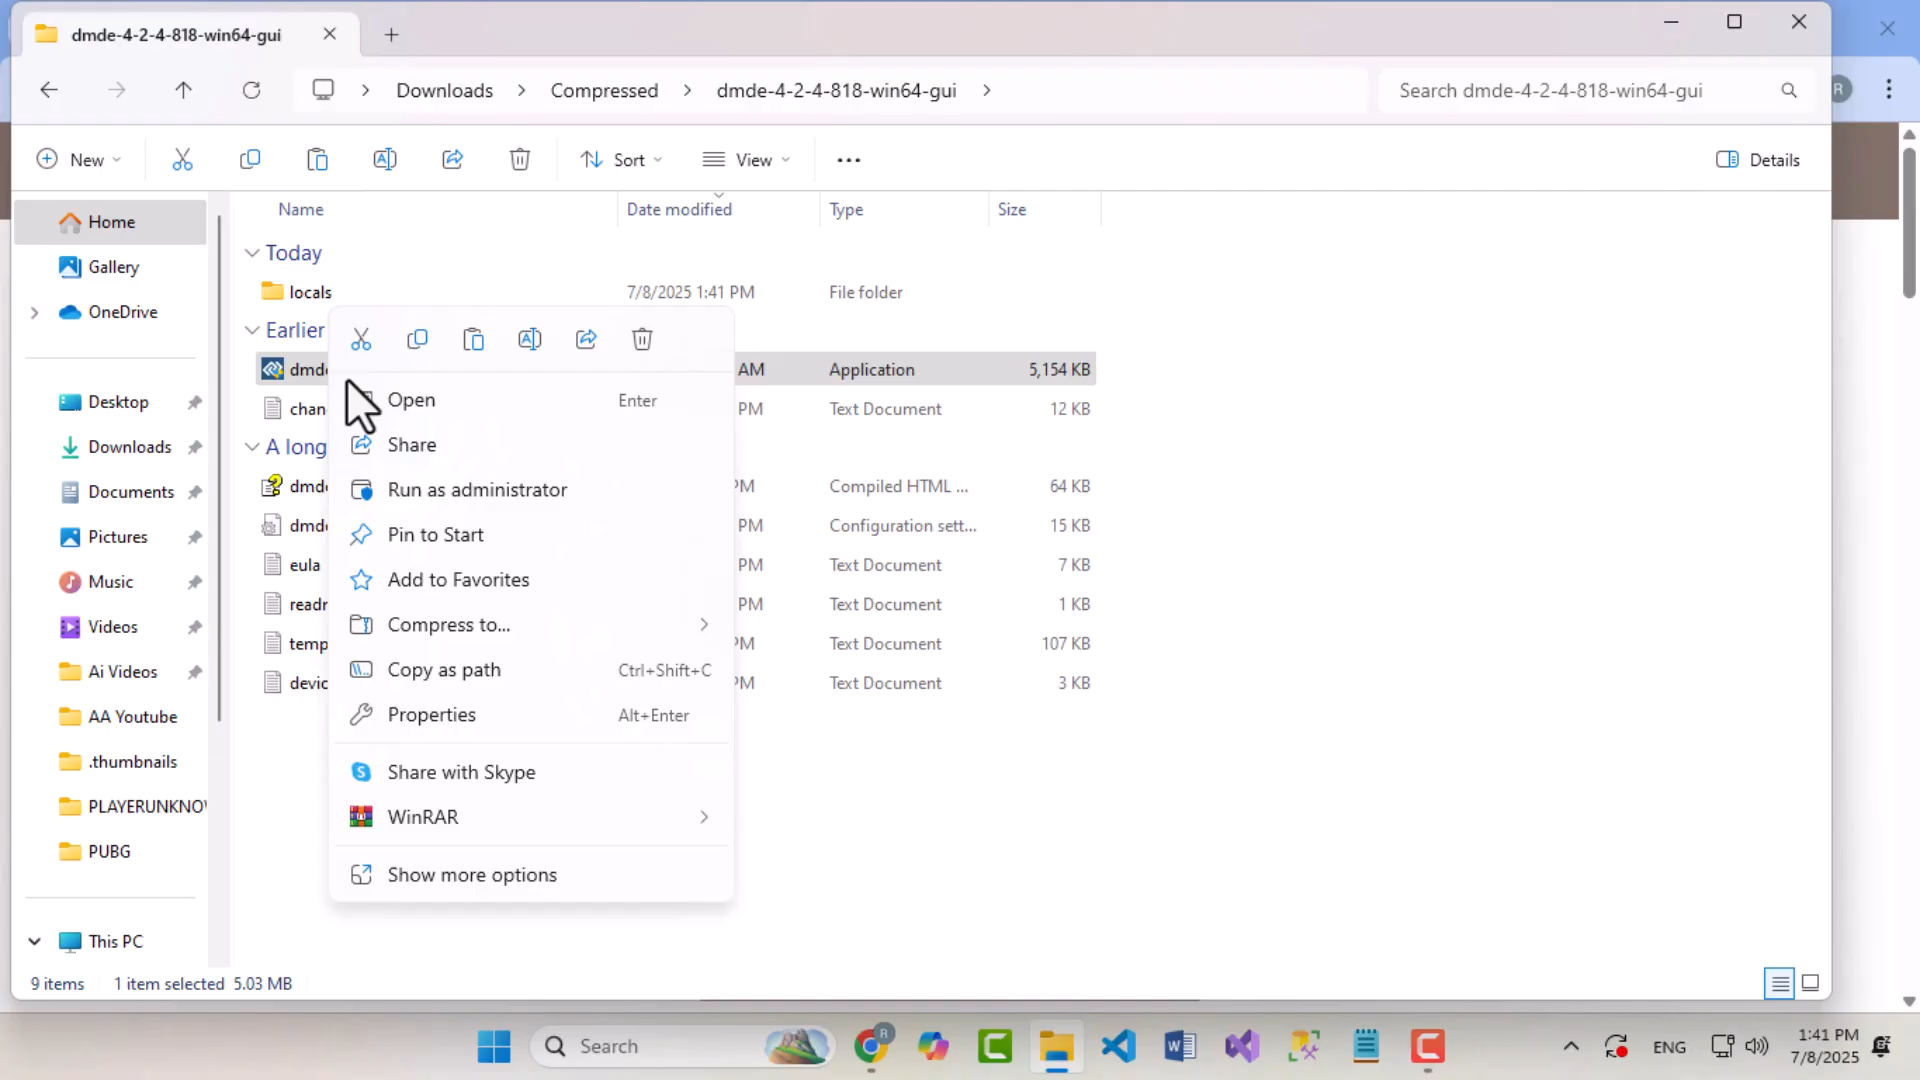 dmde-4-2-4-818-win64-gui
Downloads > Compressed > dmde-4-2-4-818-win64-gui >
Search dmde-4-2-4-818-win64-gui
R
New
Sort
View
Details
Name Date modified Type Size
Home
Gallery
OneDrive
Desktop
Downloads
Documents
Pictures
Music
Videos
Ai Videos
AA Youtube
.thumbnails
PLAYERUNKNOW
PUBG
This PC
Today
locals 7/8/2025 1:41 PM File folder
Earlier
dmde AM Application 5,154 KB
chan PM Text Document 12 KB
A long
dmde PM Compiled HTML ... 64 KB
dmde PM Configuration sett... 15 KB
eula PM Text Document 7 KB
readr PM Text Document 1 KB
temp PM Text Document 107 KB
devic PM Text Document 3 KB
Open Enter
Share
Run as administrator
Pin to Start
Add to Favorites
Compress to...
Copy as path Ctrl+Shift+C
Properties Alt+Enter
Share with Skype
WinRAR
Show more options
9 items 1 item selected 5.03 MB
Search
R
ENG
1:41 PM
7/8/2025